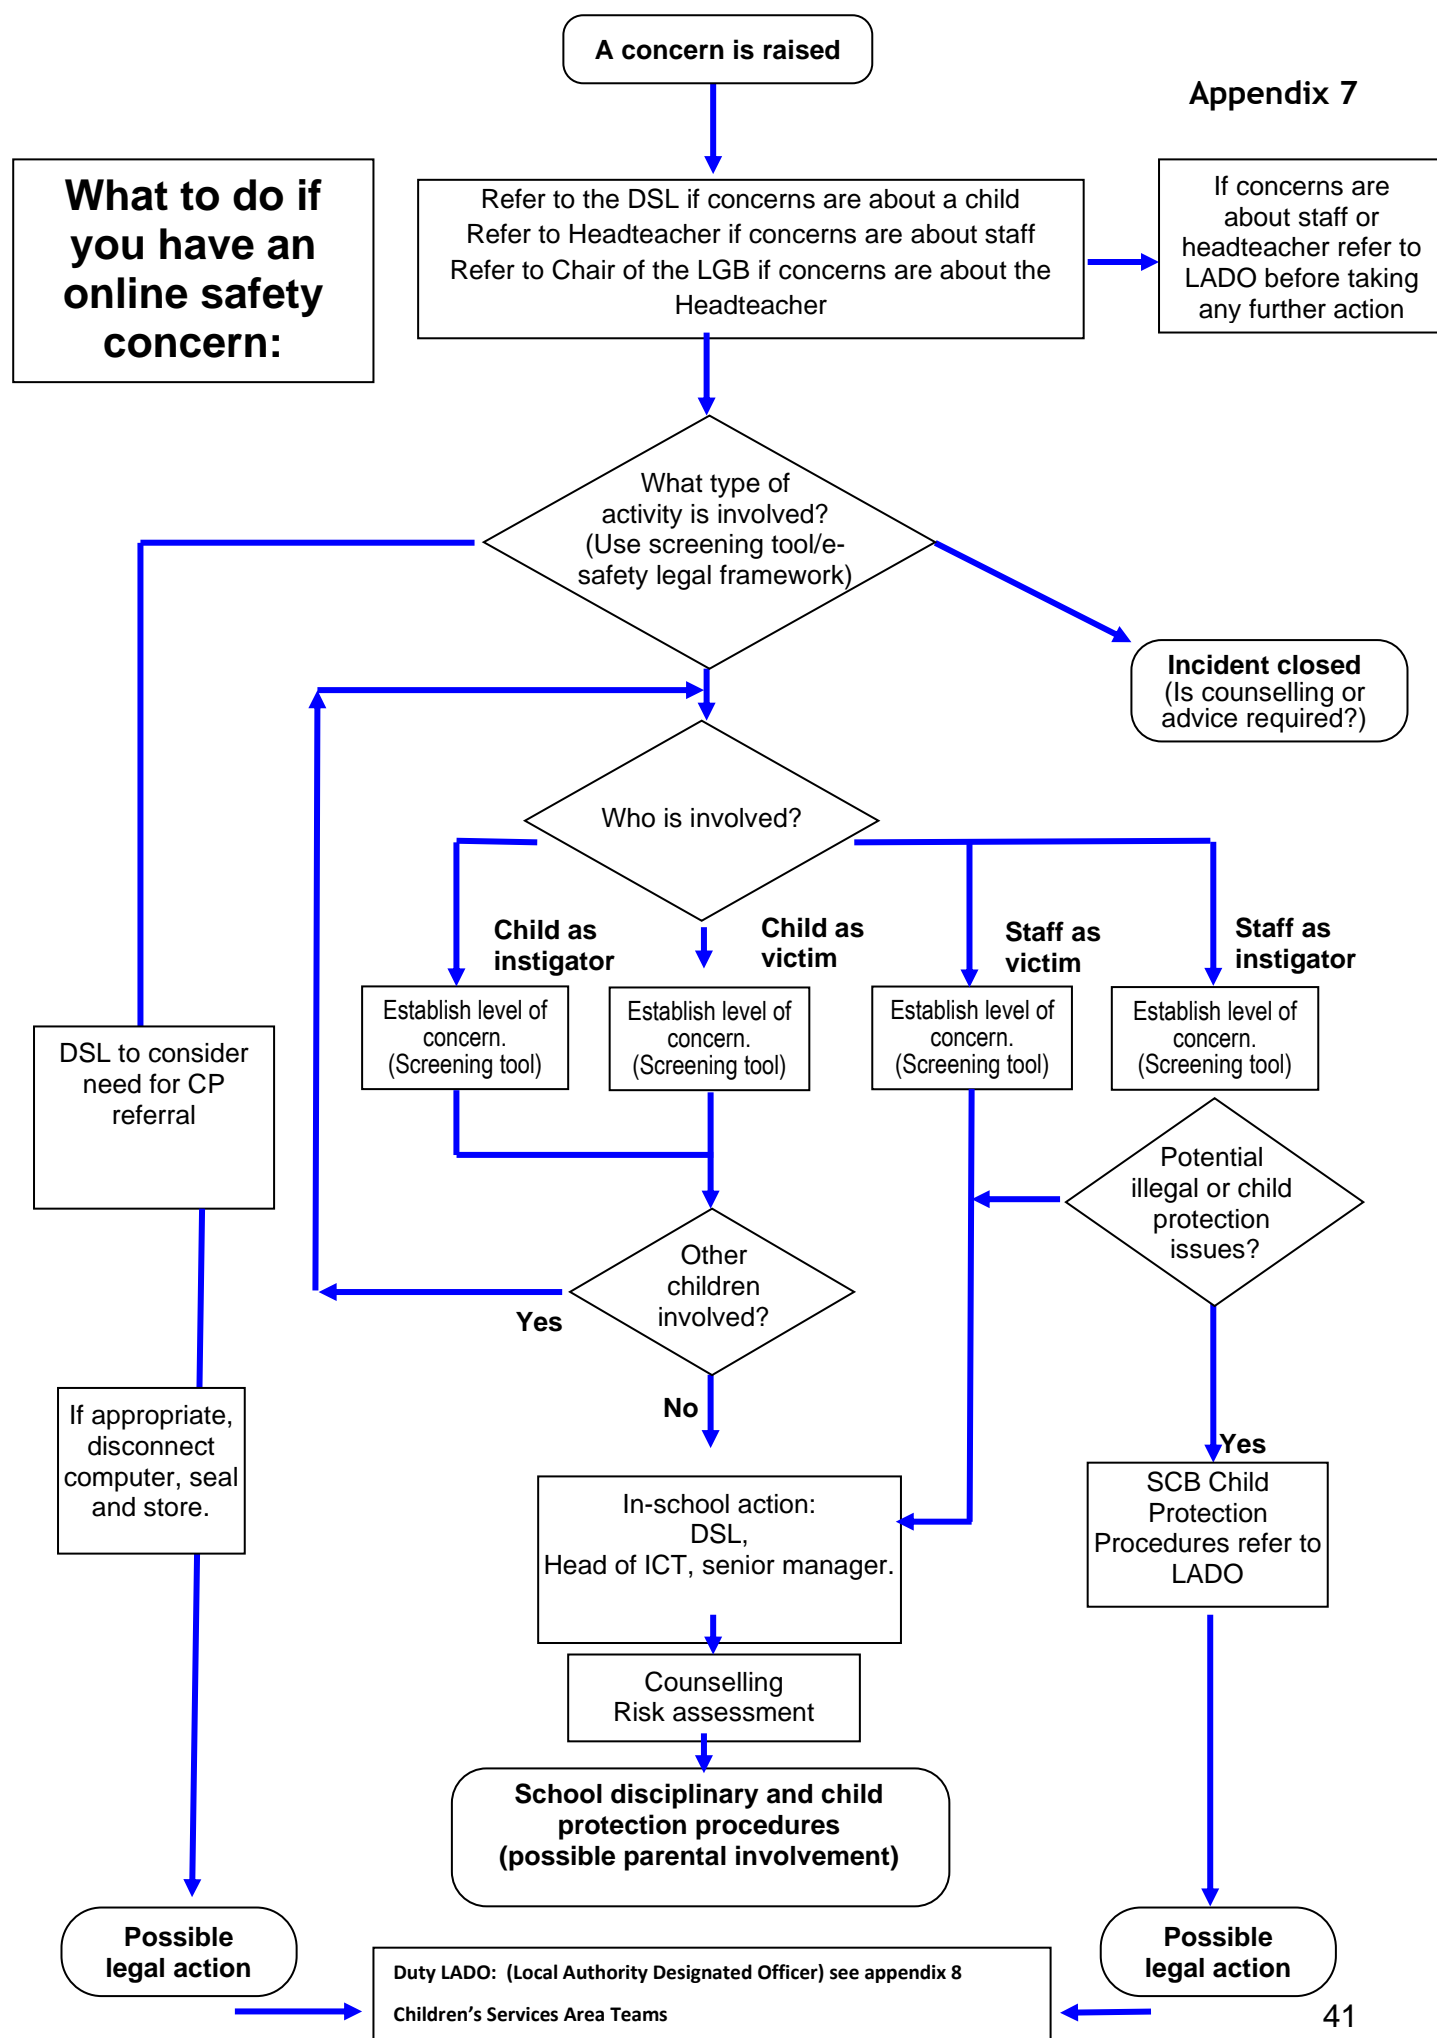 A concern is raised
Appendix 7
What to do if
you have an
online safety
concern:
Refer to the DSL if concerns are about a child
Refer to Headteacher if concerns are about staff
Refer to Chair of the LGB if concerns are about the
Headteacher
If concerns are
about staff or
headteacher refer to
LADO before taking
any further action
What type of
activity is involved?
(Use screening tool/e-
safety legal framework)
Incident closed
(Is counselling or
advice required?)
Who is involved?
Child as
instigator
Child as
victim
Staff as
victim
Staff as
instigator
Establish level of
concern.
(Screening tool)
Establish level of
concern.
(Screening tool)
Establish level of
concern.
(Screening tool)
Establish level of
concern.
(Screening tool)
DSL to consider
need for CP
referral
Potential
illegal or child
protection
issues?
Other
children
involved?
Yes
No
If appropriate,
disconnect
computer, seal
and store.
Yes
In-school action:
DSL,
Head of ICT, senior manager.
SCB Child
Protection
Procedures refer to
LADO
Counselling
Risk assessment
School disciplinary and child
protection procedures
(possible parental involvement)
Possible
legal action
Possible
legal action
Duty LADO:  (Local Authority Designated Officer) see appendix 8
Children's Services Area Teams
41